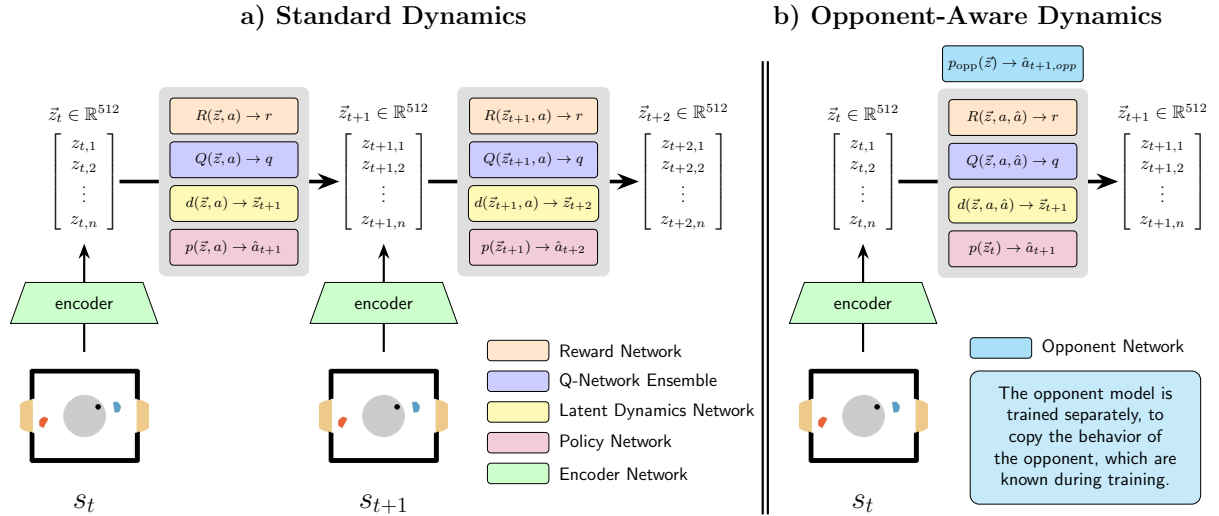 a) Standard Dynamics
z⃗_t ∈ ℝ^512
z_{t,1}
z_{t,2}
⋮
z_{t,n}
R(z⃗, a) → r
Q(z⃗, a) → q
d(z⃗, a) → z⃗_{t+1}
p(z⃗, a) → â_{t+1}
z⃗_{t+1} ∈ ℝ^512
z_{t+1,1}
z_{t+1,2}
⋮
z_{t+1,n}
R(z⃗_{t+1}, a) → r
Q(z⃗_{t+1}, a) → q
d(z⃗_{t+1}, a) → z⃗_{t+2}
p(z⃗_{t+1}) → â_{t+2}
z⃗_{t+2} ∈ ℝ^512
z_{t+2,1}
z_{t+2,2}
⋮
z_{t+2,n}
encoder
encoder
s_t
s_{t+1}
Reward Network
Q-Network Ensemble
Latent Dynamics Network
Policy Network
Encoder Network
b) Opponent-Aware Dynamics
p_opp(z⃗) → â_{t+1,opp}
z⃗_t ∈ ℝ^512
z_{t,1}
z_{t,2}
⋮
z_{t,n}
R(z⃗, a, â) → r
Q(z⃗, a, â) → q
d(z⃗, a, â) → z⃗_{t+1}
p(z⃗_t) → â_{t+1}
z⃗_{t+1} ∈ ℝ^512
z_{t+1,1}
z_{t+1,2}
⋮
z_{t+1,n}
encoder
s_t
Opponent Network
The opponent model is
trained separately, to
copy the behavior of
the opponent, which are
known during training.